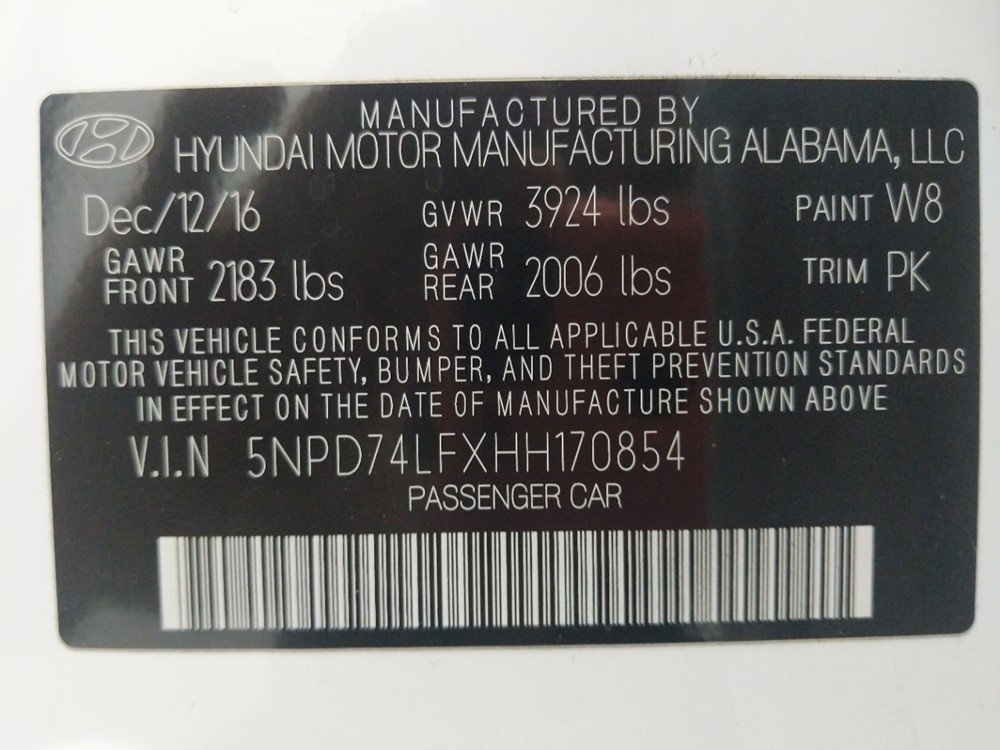 MANUFACTURED BY
HYUNDAI MOTOR MANUFACTURING ALABAMA, LLC
Dec/12/16 GVWR 3924 lbs PAINT W8
GAWR FRONT 2183 lbs GAWR REAR 2006 lbs TRIM PK
THIS VEHICLE CONFORMS TO ALL APPLICABLE U.S.A. FEDERAL
MOTOR VEHICLE SAFETY, BUMPER, AND THEFT PREVENTION STANDARDS
IN EFFECT ON THE DATE OF MANUFACTURE SHOWN ABOVE
V.I.N 5NPD74LFXHH170854
PASSENGER CAR